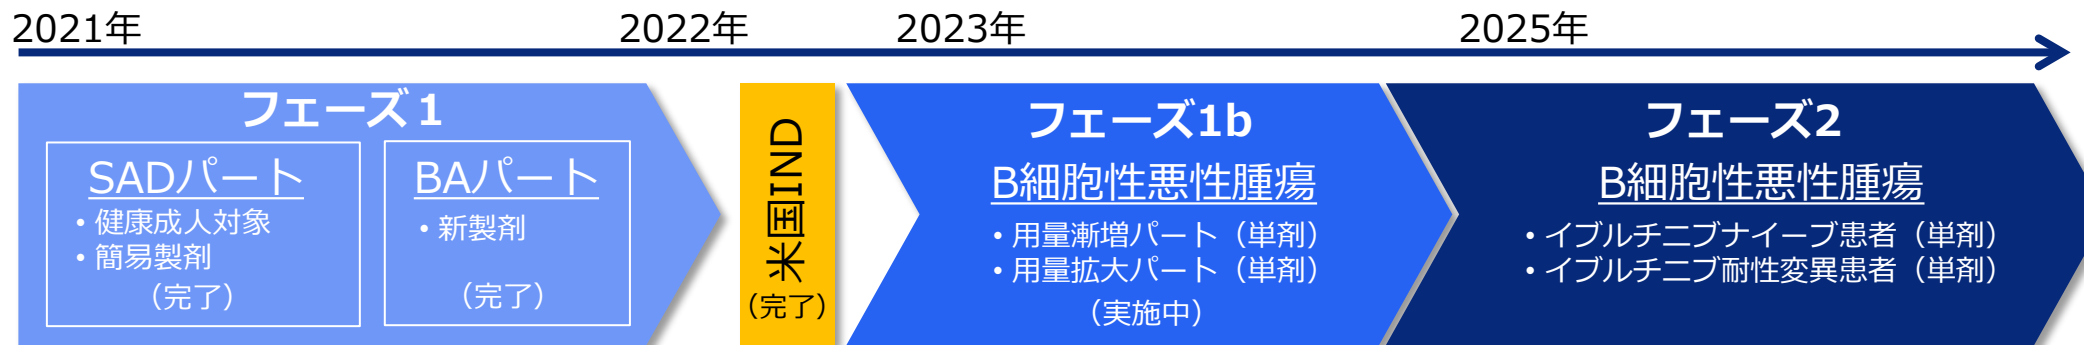 2021年
2022年
2023年
2025年
フェーズ１
SADパート
・健康成人対象
・簡易製剤
（完了）
BAパート
・新製剤
（完了）
米国IND
（完了）
フェーズ1b
B細胞性悪性腫瘍
・用量漸増パート（単剤）
・用量拡大パート（単剤）
（実施中）
フェーズ2
B細胞性悪性腫瘍
・イブルチニブナイーブ患者（単剤）
・イブルチニブ耐性変異患者（単剤）